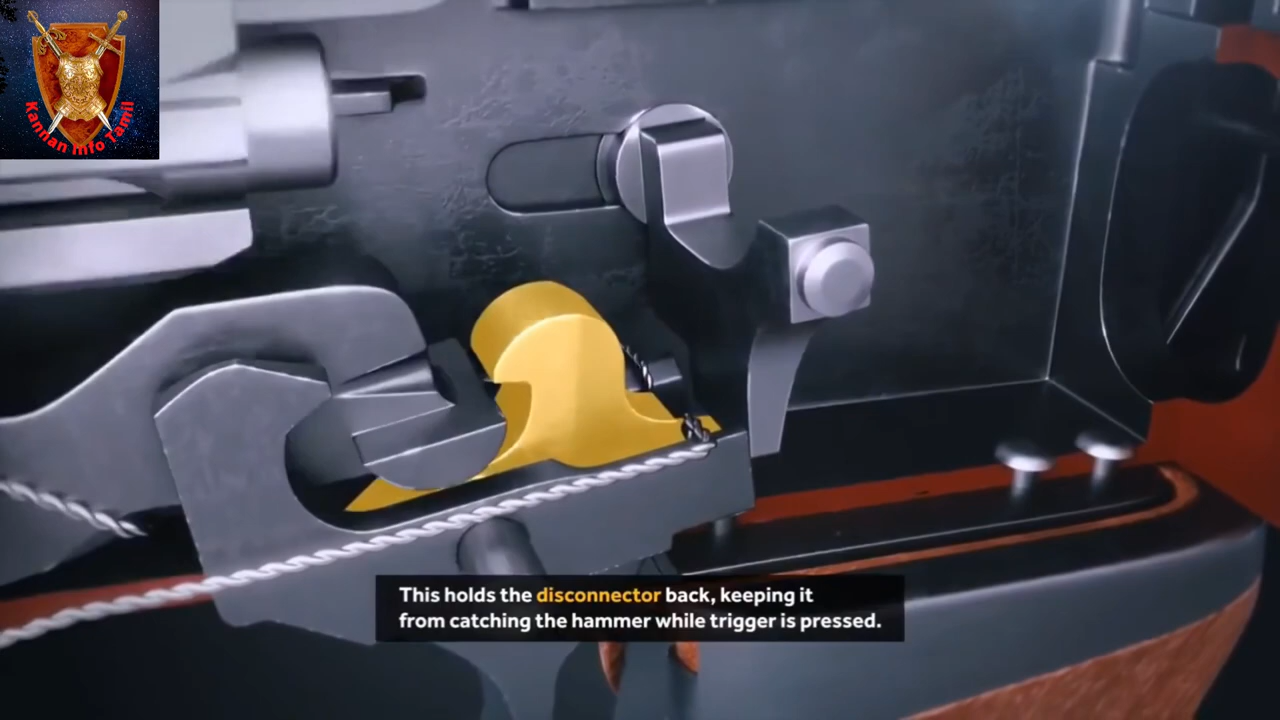 Kannan Info Tamil
This holds the disconnector back, keeping it
from catching the hammer while trigger is pressed.